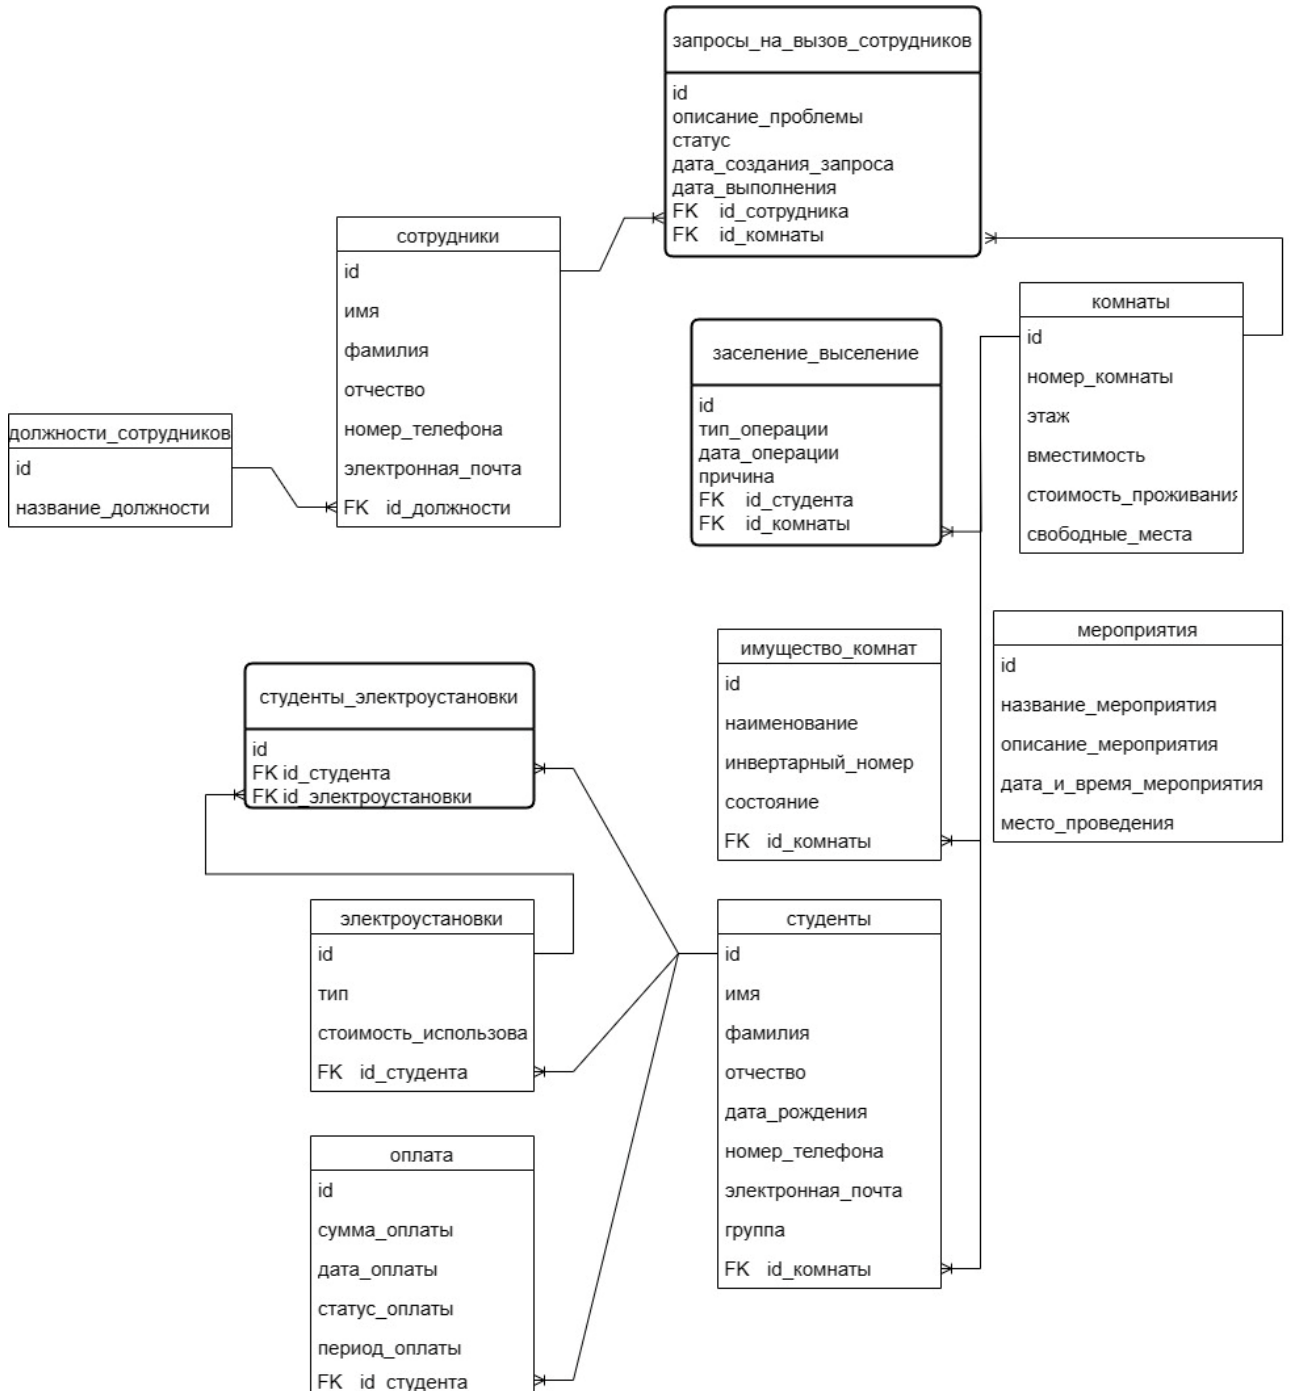 запросы_на_вызов_сотрудников
id
описание_проблемы
статус
дата_создания_запроса
дата_выполнения
FK id_сотрудника
FK id_комнаты
сотрудники
id
имя
фамилия
отчество
номер_телефона
электронная_почта
FK id_должности
должности_сотрудников
id
название_должности
заселение_выселение
id
тип_операции
дата_операции
причина
FK id_студента
FK id_комнаты
комнаты
id
номер_комнаты
этаж
вместимость
стоимость_проживания
свободные_места
имущество_комнат
id
наименование
инвертарный_номер
состояние
FK id_комнаты
мероприятия
id
название_мероприятия
описание_мероприятия
дата_и_время_мероприятия
место_проведения
студенты_электроустановки
id
FK id_студента
FK id_электроустановки
электроустановки
id
тип
стоимость_использова
FK id_студента
студенты
id
имя
фамилия
отчество
дата_рождения
номер_телефона
электронная_почта
группа
FK id_комнаты
оплата
id
сумма_оплаты
дата_оплаты
статус_оплаты
период_оплаты
FK id_студента